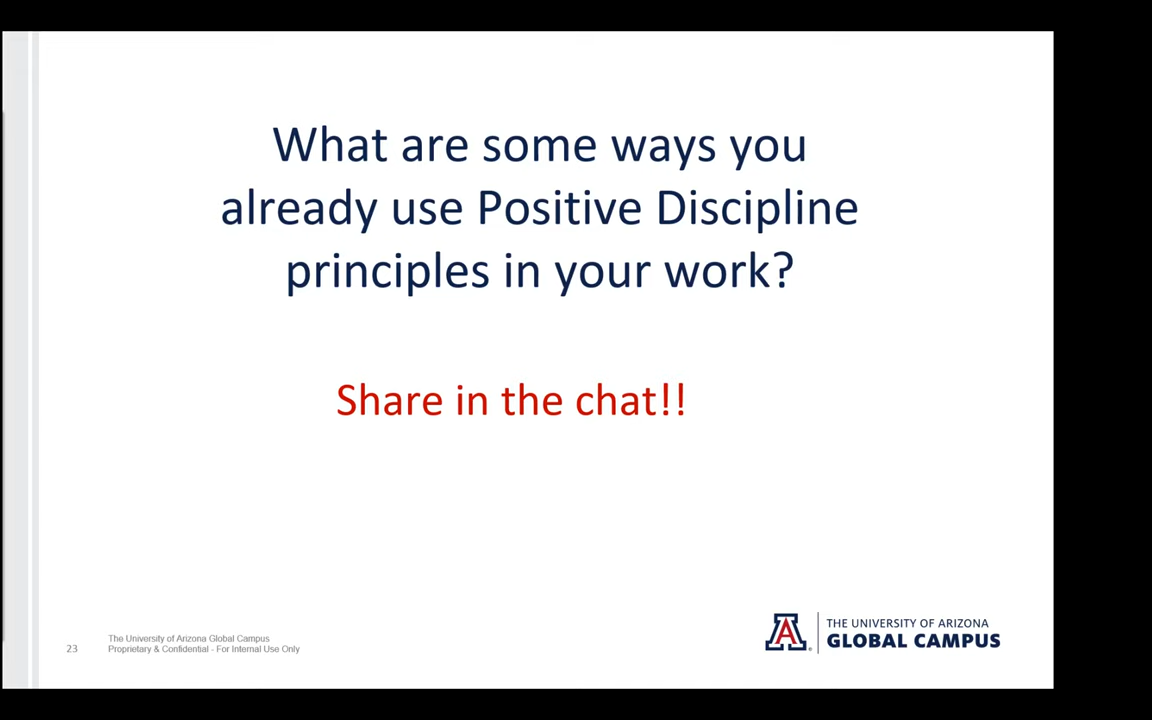 What are some ways you
already use Positive Discipline
principles in your work?
Share in the chat!!
23
The University of Arizona Global Campus
Proprietary & Confidential - For Internal Use Only
A
THE UNIVERSITY OF ARIZONA
GLOBAL CAMPUS